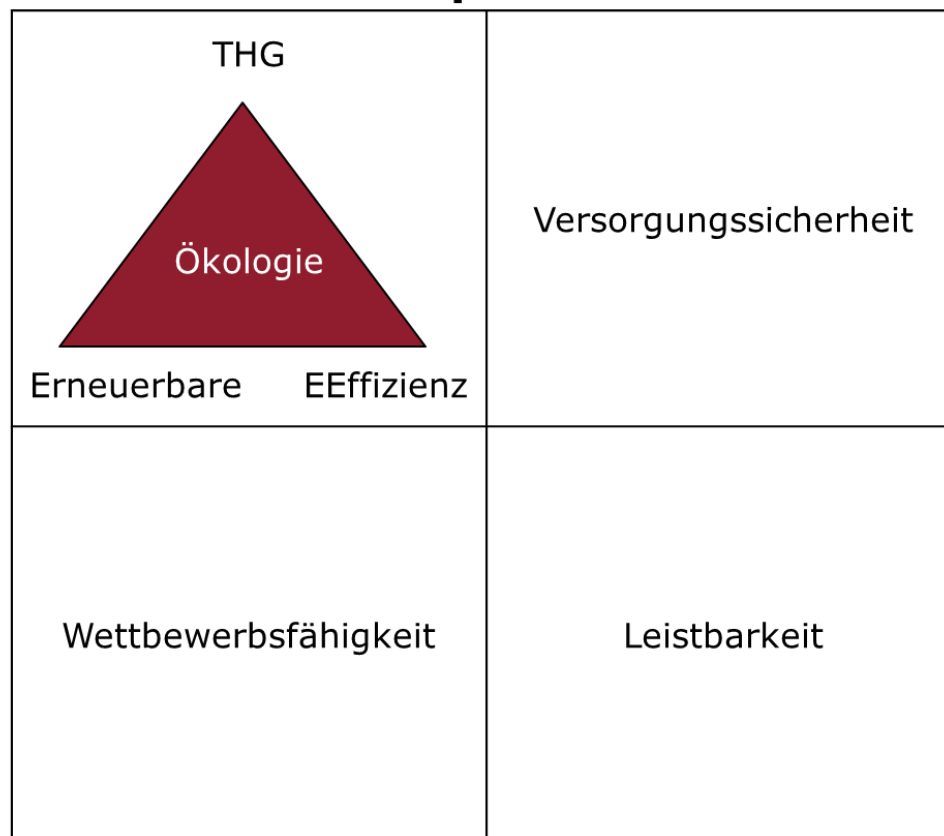 THG
Ökologie
Versorgungssicherheit
Erneuerbare EEffizienz
Wettbewerbsfähigkeit
Leistbarkeit